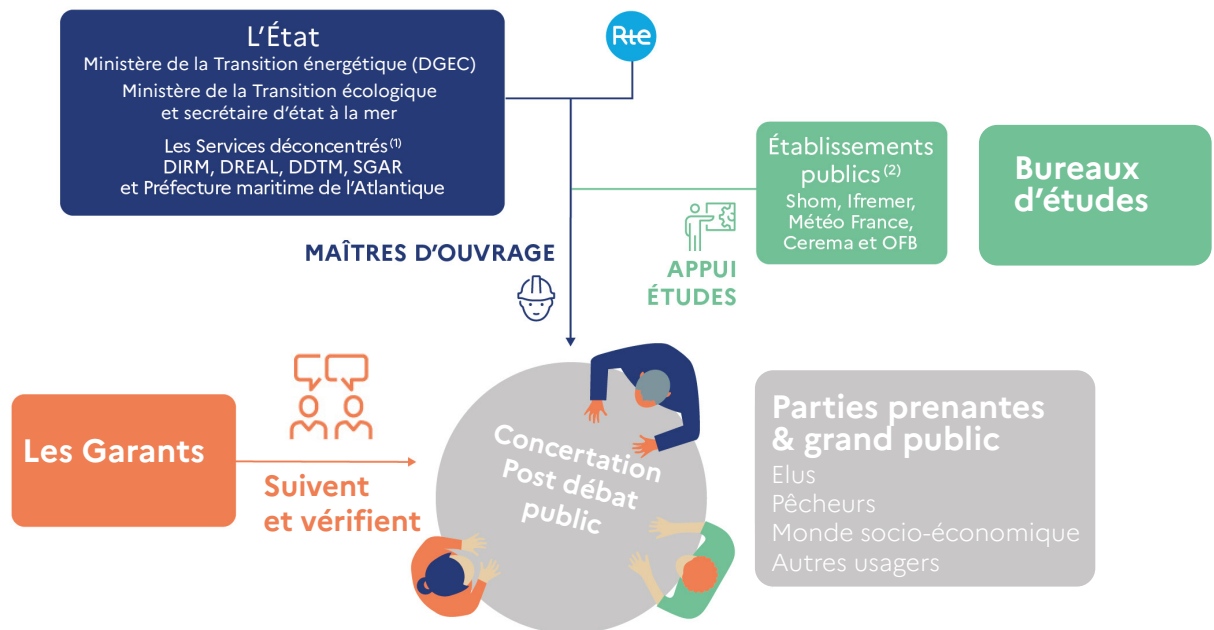 L’État
Ministère de la Transition énergétique (DGEC)
Ministère de la Transition écologique
et secrétaire d’état à la mer
Les Services déconcentrés(1)
DIRM, DREAL, DDTM, SGAR
et Préfecture maritime de l’Atlantique
Rte
Établissements
publics(2)
Shom, Ifremer,
Météo France,
Cerema et OFB
Bureaux
d’études
MAÎTRES D’OUVRAGE
APPUI
ÉTUDES
Les Garants
Suivent
et vérifient
Concertation
Post débat
public
Parties prenantes
& grand public
Elus
Pêcheurs
Monde socio-économique
Autres usagers